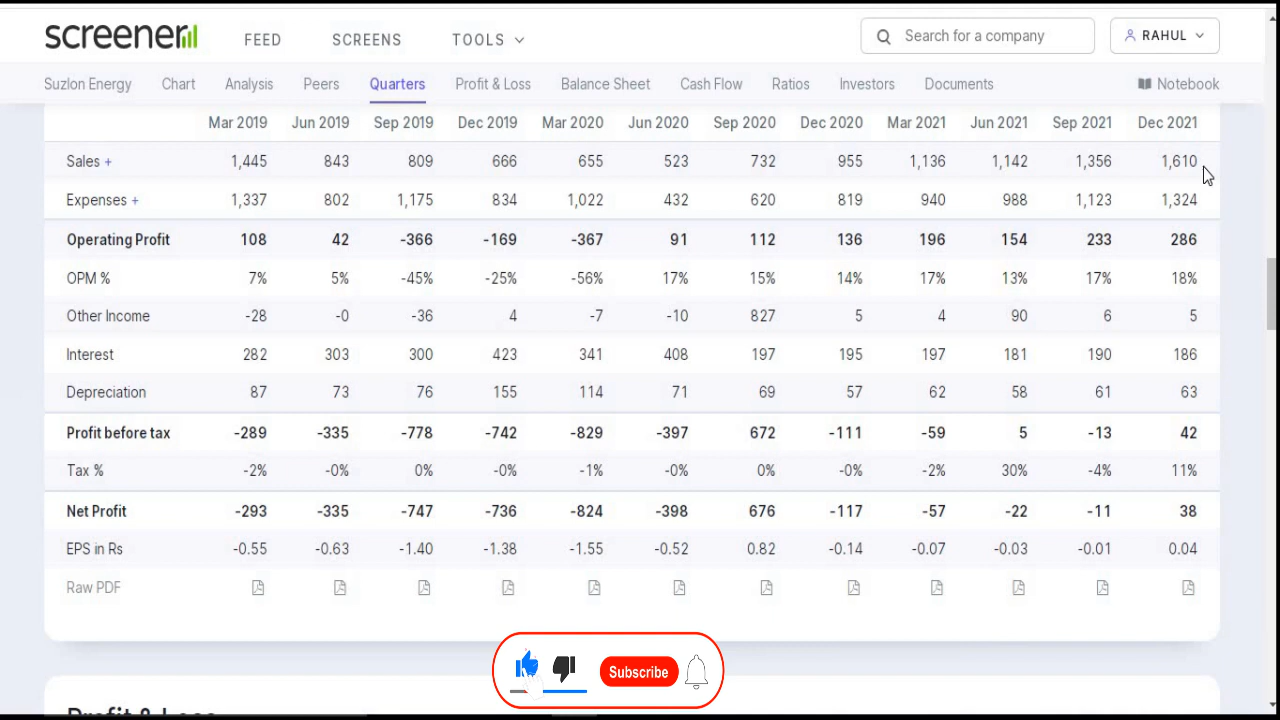 screener FEED SCREENS TOOLS Search for a company RAHUL
Suzlon Energy Chart Analysis Peers Quarters Profit & Loss Balance Sheet Cash Flow Ratios Investors Documents Notebook
Mar 2019 Jun 2019 Sep 2019 Dec 2019 Mar 2020 Jun 2020 Sep 2020 Dec 2020 Mar 2021 Jun 2021 Sep 2021 Dec 2021
Sales + 1,445 843 809 666 655 523 732 955 1,136 1,142 1,356 1,610
Expenses + 1,337 802 1,175 834 1,022 432 620 819 940 988 1,123 1,324
Operating Profit 108 42 -366 -169 -367 91 112 136 196 154 233 286
OPM % 7% 5% -45% -25% -56% 17% 15% 14% 17% 13% 17% 18%
Other Income -28 -0 -36 4 -7 -10 827 5 4 90 6 5
Interest 282 303 300 423 341 408 197 195 197 181 190 186
Depreciation 87 73 76 155 114 71 69 57 62 58 61 63
Profit before tax -289 -335 -778 -742 -829 -397 672 -111 -59 5 -13 42
Tax % -2% -0% 0% -0% -1% -0% 0% -0% -2% 30% -4% 11%
Net Profit -293 -335 -747 -736 -824 -398 676 -117 -57 -22 -11 38
EPS in Rs -0.55 -0.63 -1.40 -1.38 -1.55 -0.52 0.82 -0.14 -0.07 -0.03 -0.01 0.04
Raw PDF
Subscribe
Profit & Loss